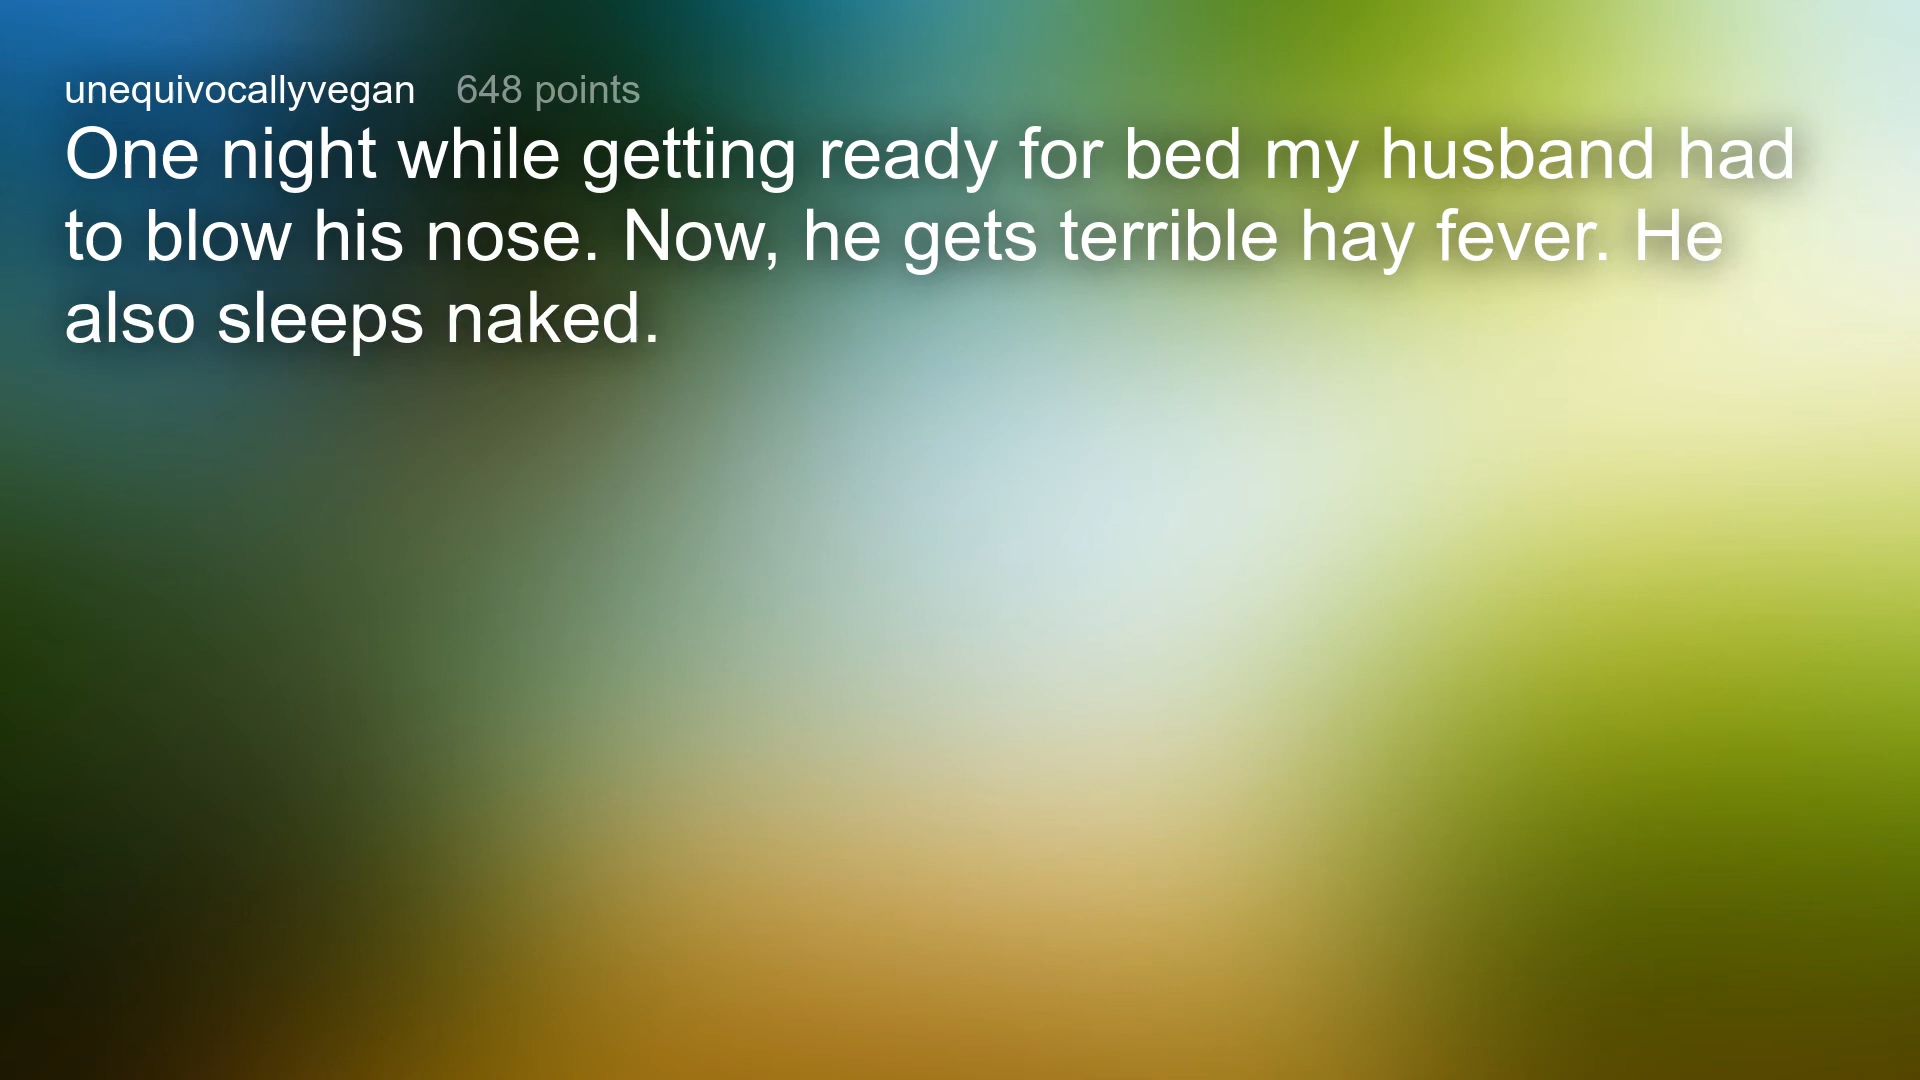 unequivocallyvegan 648 points
One night while getting ready for bed my husband had
to blow his nose. Now, he gets terrible hay fever. He
also sleeps naked.